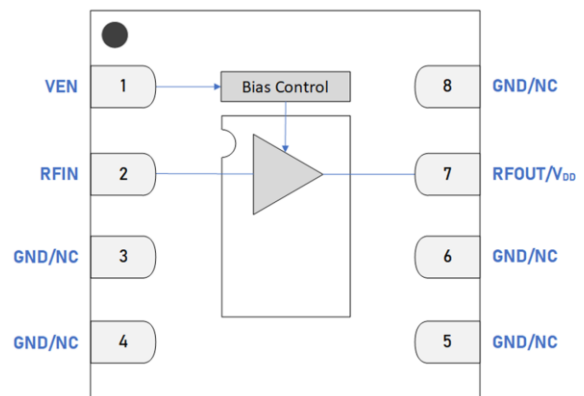 VEN 1 Bias Control 8 GND/NC
RFIN 2 7 RFOUT/VDD
GND/NC 3 6 GND/NC
GND/NC 4 5 GND/NC